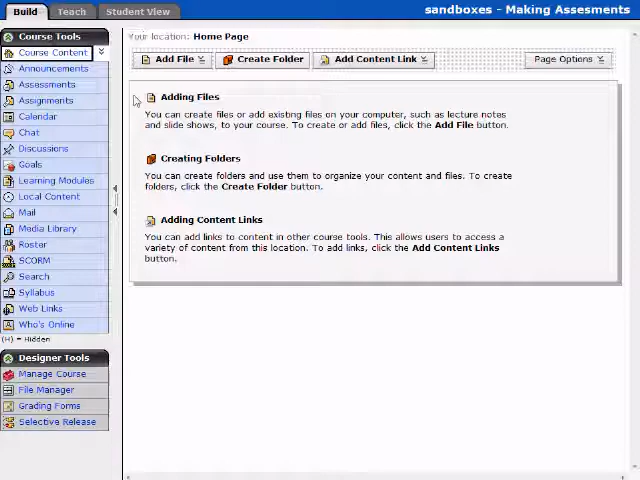 Build
Teach
Student View
sandboxes - Making Assesments
Course Tools
Course Content
Announcements
Assessments
Assignments
Calendar
Chat
Discussions
Goals
Learning Modules
Local Content
Mail
Media Library
Roster
SCORM
Search
Syllabus
Web Links
Who's Online
(H) = Hidden
Designer Tools
Manage Course
File Manager
Grading Forms
Selective Release
Your location: Home Page
Add File
Create Folder
Add Content Link
Page Options
Adding Files
You can create files or add existing files on your computer, such as lecture notes
and slide shows, to your course. To create or add files, click the Add File button.
Creating Folders
You can create folders and use them to organize your content and files. To create
folders, click the Create Folder button.
Adding Content Links
You can add links to content in other course tools. This allows users to access a
variety of content from this location. To add links, click the Add Content Links
button.